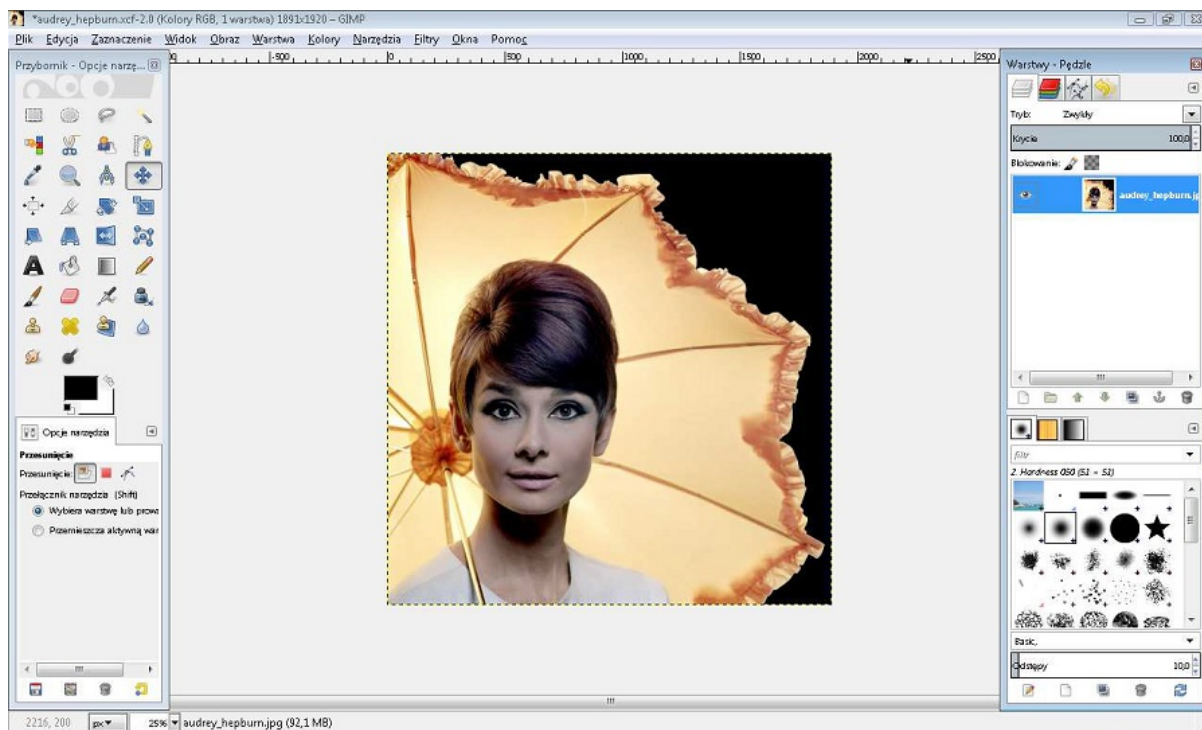 *audrey_hepburn.xcf-2.0 (Kolory RGB, 1 warstwa) 1891x1920 – GIMP
Plik Edycja Zaznaczenie Widok Obraz Warstwa Kolory Narzędzia Filtry Okna Pomoc
Przybornik - Opcje narzę...
-500 0 500 1000 1500 2000 2500
Warstwy - Pędzle
Tryb: Zwykły
Krycie 100,0
Blokowanie:
audrey_hepburn.jp
Opcje narzędzia
Przesunięcie
Przesunięcie:
Przełącznik narzędzia (Shift)
Wybiera warstwę lub prowa
Przemieszcza aktywną war
filtr
2. Hardness 050 (51 × 51)
Basic,
Odstępy 10,0
2216, 200 px 25% audrey_hepburn.jpg (92,1 MB)